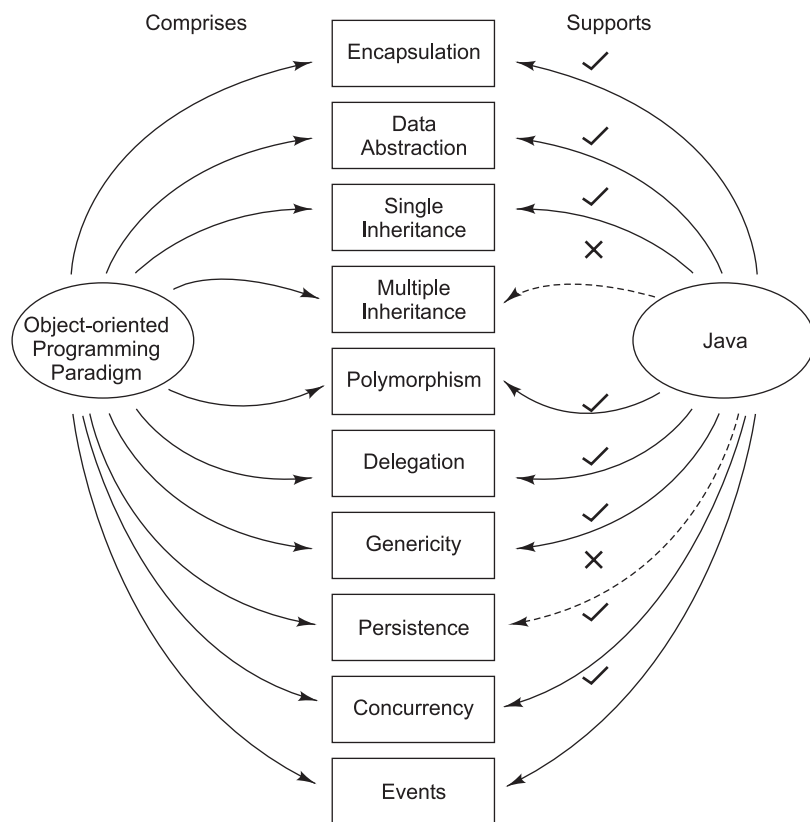 Comprises
Supports
Encapsulation
Data
Abstraction
Single
Inheritance
Multiple
Inheritance
Object-oriented
Programming
Paradigm
Java
Polymorphism
Delegation
Genericity
Persistence
Concurrency
Events